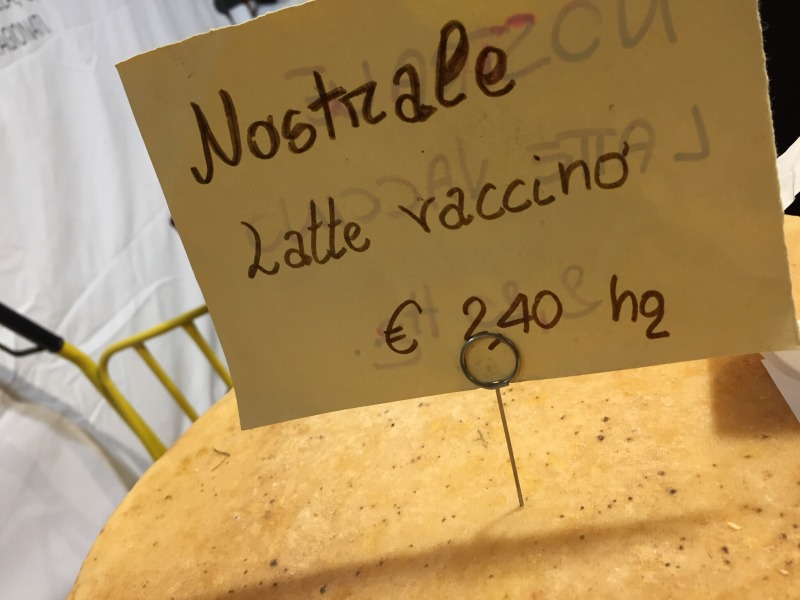 Nostrale
Latte vaccino
€ 2,40 hg